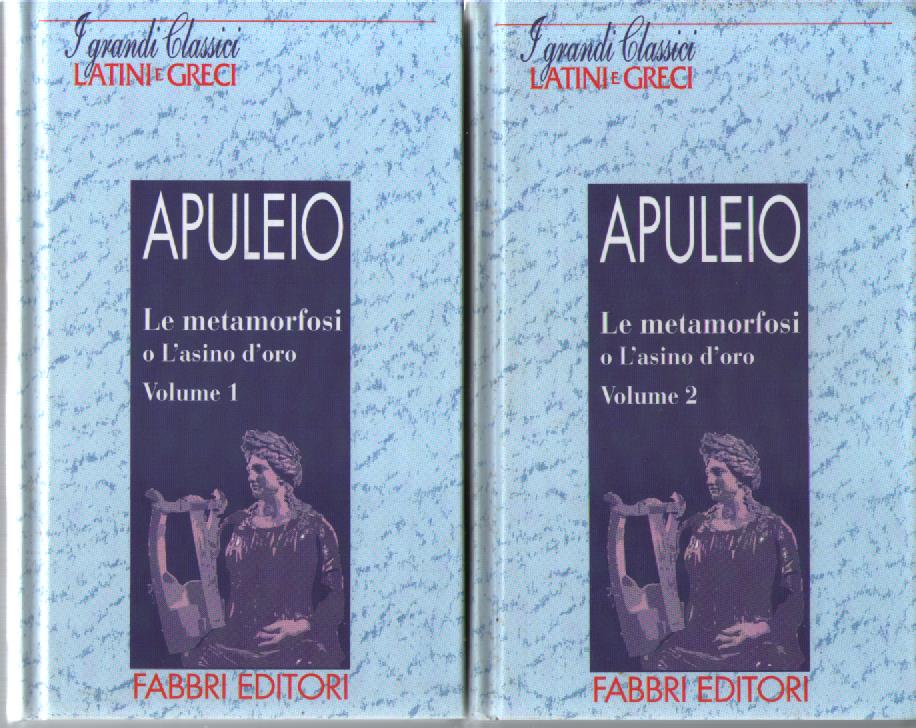 I grandi Classici
LATINI E GRECI
APULEIO
Le metamorfosi
o L'asino d'oro
Volume 1
FABBRI EDITORI
I grandi Classici
LATINI E GRECI
APULEIO
Le metamorfosi
o L'asino d'oro
Volume 2
FABBRI EDITORI